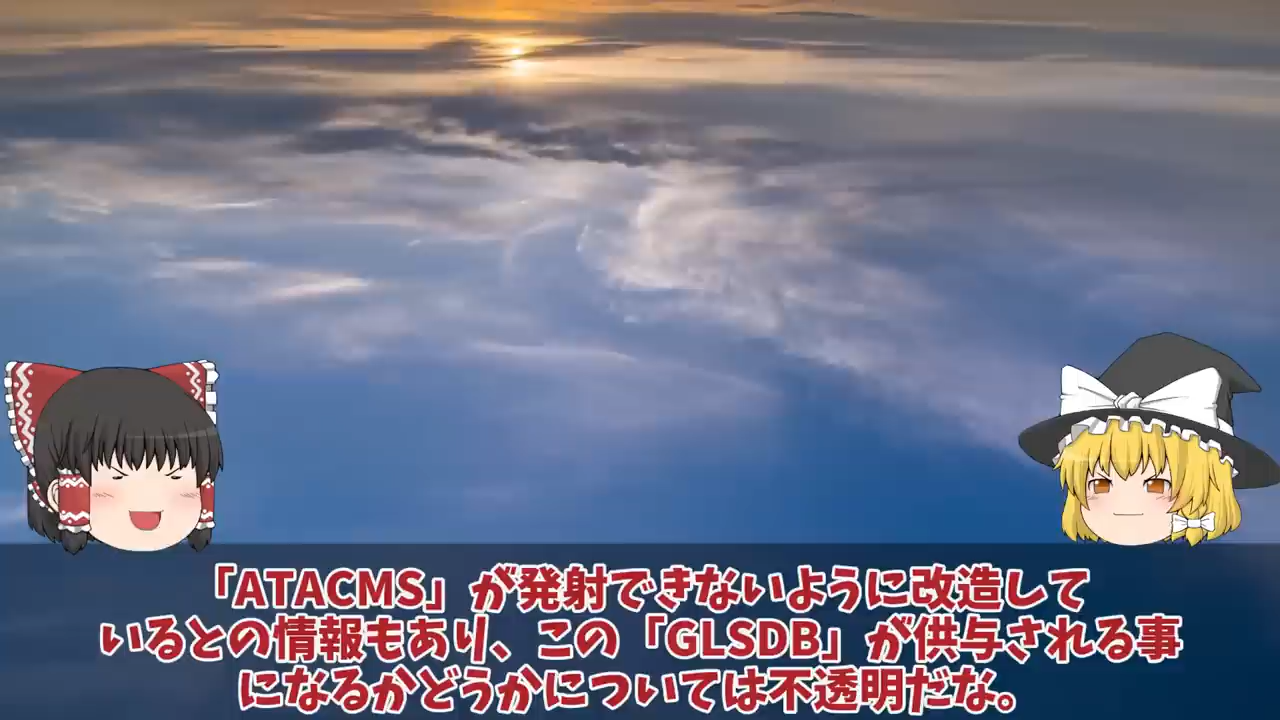 「ATACMS」が発射できないように改造して
いるとの情報もあり、この「GLSDB」が供与される事
になるかどうかについては不透明だな。